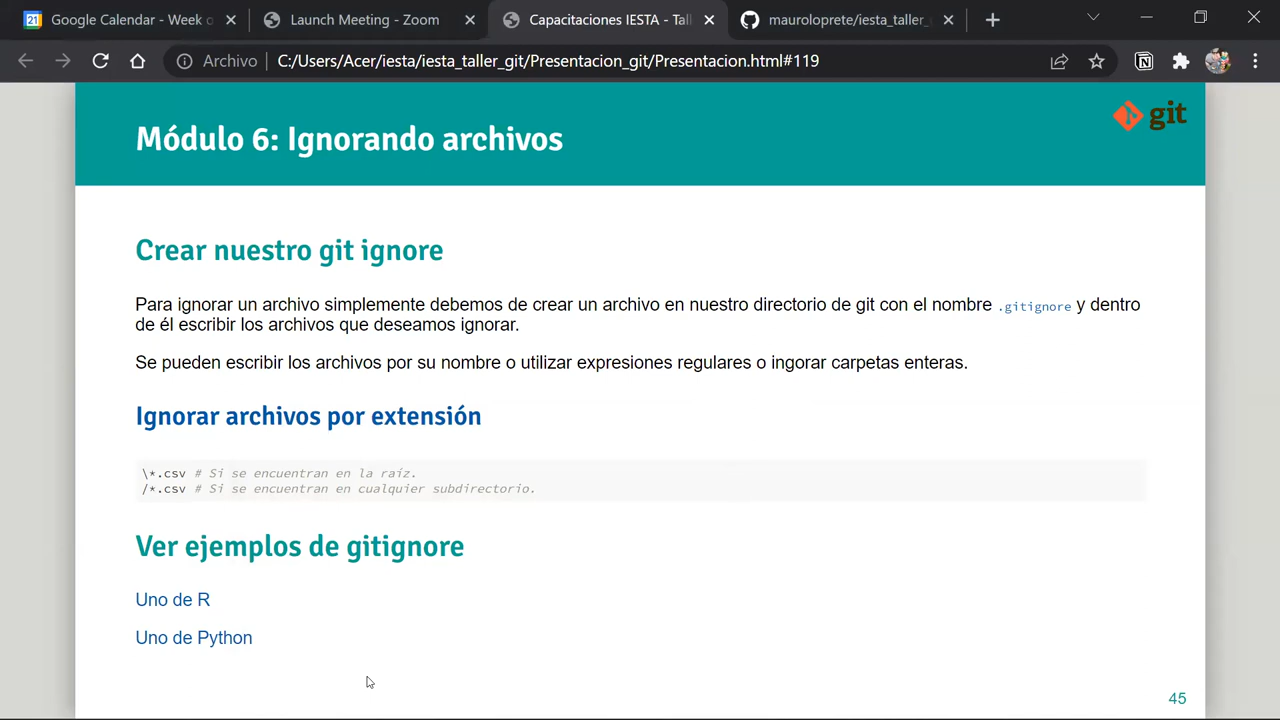 Google Calendar - Week o
Launch Meeting - Zoom
Capacitaciones IESTA - Tall
mauroloprete/iesta_taller_g
Archivo
C:/Users/Acer/iesta/iesta_taller_git/Presentacion_git/Presentacion.html#119
Módulo 6: Ignorando archivos
git
Crear nuestro git ignore
Para ignorar un archivo simplemente debemos de crear un archivo en nuestro directorio de git con el nombre .gitignore y dentro
de él escribir los archivos que deseamos ignorar.
Se pueden escribir los archivos por su nombre o utilizar expresiones regulares o ingorar carpetas enteras.
Ignorar archivos por extensión
\*.csv # Si se encuentran en la raíz.
/*.csv # Si se encuentran en cualquier subdirectorio.
Ver ejemplos de gitignore
Uno de R
Uno de Python
45